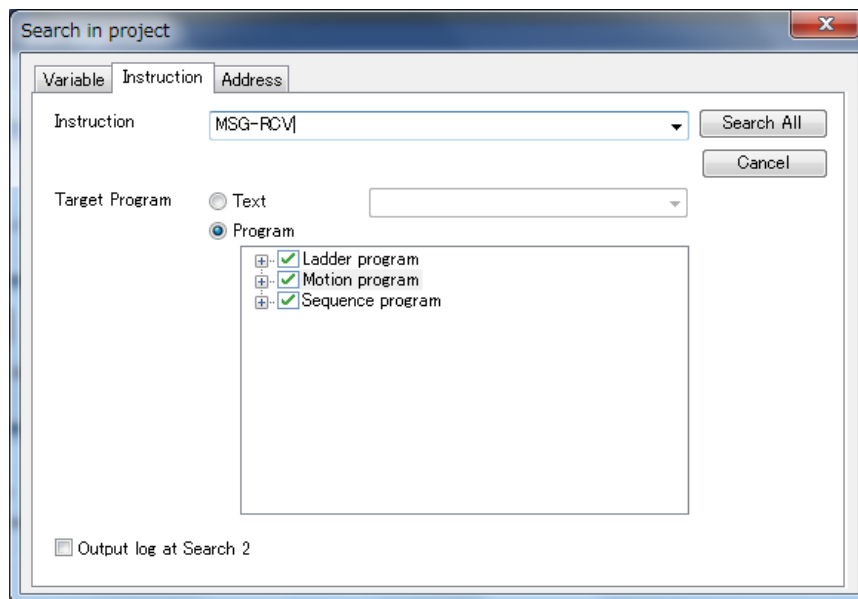 Search in project
Variable Instruction Address
Instruction MSG-RCV Search All
Cancel
Target Program Text
Program
Ladder program
Motion program
Sequence program
Output log at Search 2